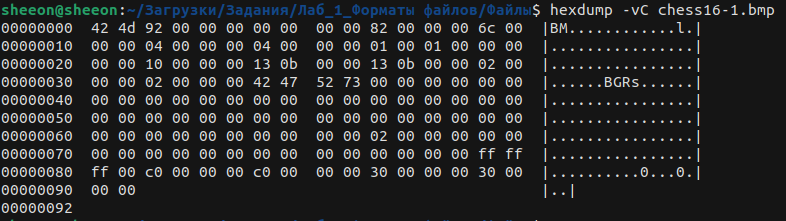 sheeon@sheeon:~/Загрузки/Задания/Лаб_1_Форматы файлов/Файлы$ hexdump -vC chess16-1.bmp
00000000  42 4d 92 00 00 00 00 00  00 00 82 00 00 00 6c 00  |BM............l.|
00000010  00 00 04 00 00 00 04 00  00 00 01 00 01 00 00 00  |................|
00000020  00 00 10 00 00 00 13 0b  00 00 13 0b 00 00 02 00  |................|
00000030  00 00 02 00 00 00 42 47  52 73 00 00 00 00 00 00  |......BGRs......|
00000040  00 00 00 00 00 00 00 00  00 00 00 00 00 00 00 00  |................|
00000050  00 00 00 00 00 00 00 00  00 00 00 00 00 00 00 00  |................|
00000060  00 00 00 00 00 00 00 00  00 00 02 00 00 00 00 00  |................|
00000070  00 00 00 00 00 00 00 00  00 00 00 00 00 00 ff ff  |................|
00000080  ff 00 c0 00 00 00 c0 00  00 00 30 00 00 00 30 00  |..........0...0.|
00000090  00 00  |..|
00000092